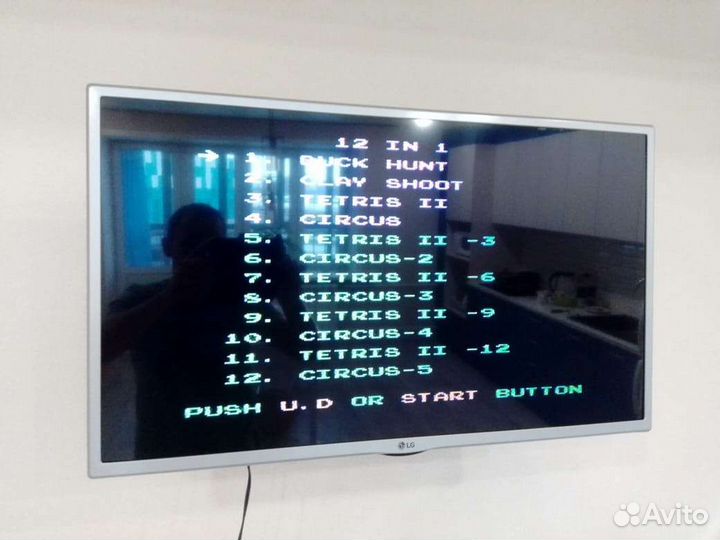 12 IN 1
1. DUCK HUNT
2. CLAY SHOOT
3. TETRIS II
4. CIRCUS
5. TETRIS II -3
6. CIRCUS-2
7. TETRIS II -6
8. CIRCUS-3
9. TETRIS II -9
10. CIRCUS-4
11. TETRIS II -12
12. CIRCUS-5
PUSH U.D OR START BUTTON
LG
Avito